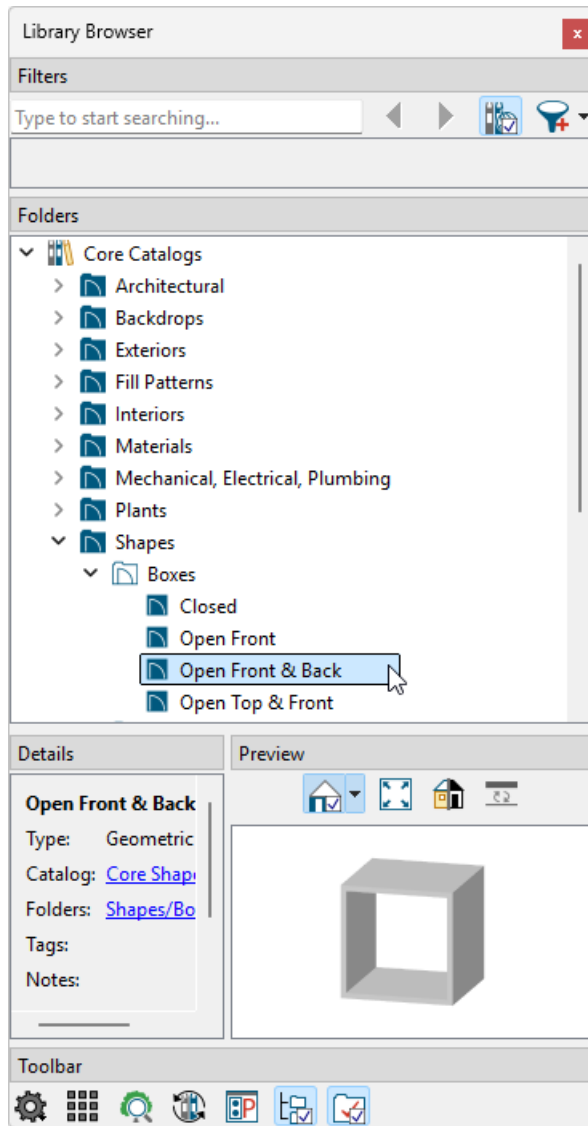 Library Browser
x
Filters
Type to start searching...
Folders
Core Catalogs
Architectural
Backdrops
Exteriors
Fill Patterns
Interiors
Materials
Mechanical, Electrical, Plumbing
Plants
Shapes
Boxes
Closed
Open Front
Open Front & Back
Open Top & Front
Details
Preview
Open Front & Back
Type: Geometric
Catalog: Core Shap
Folders: Shapes/Bo
Tags:
Notes:
Toolbar
P